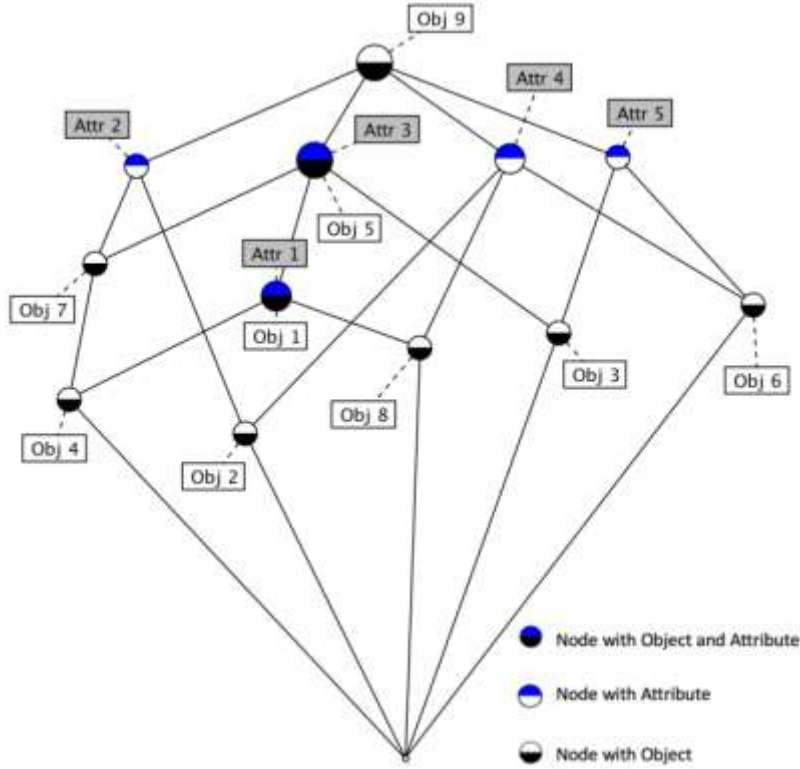 Obj 9
Attr 4
Attr 5
Attr 2
Attr 3
Obj 5
Attr 1
Obj 7
Obj 1
Obj 3
Obj 6
Obj 8
Obj 4
Obj 2
Node with Object and Attribute
Node with Attribute
Node with Object